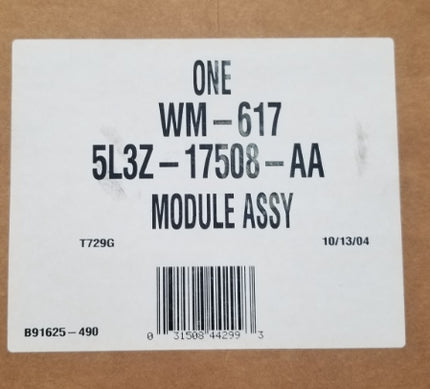 ONE
WM-617
5L3Z-17508-AA
MODULE ASSY
T729G 10/13/04
B91625-490 0 31508 44299 3